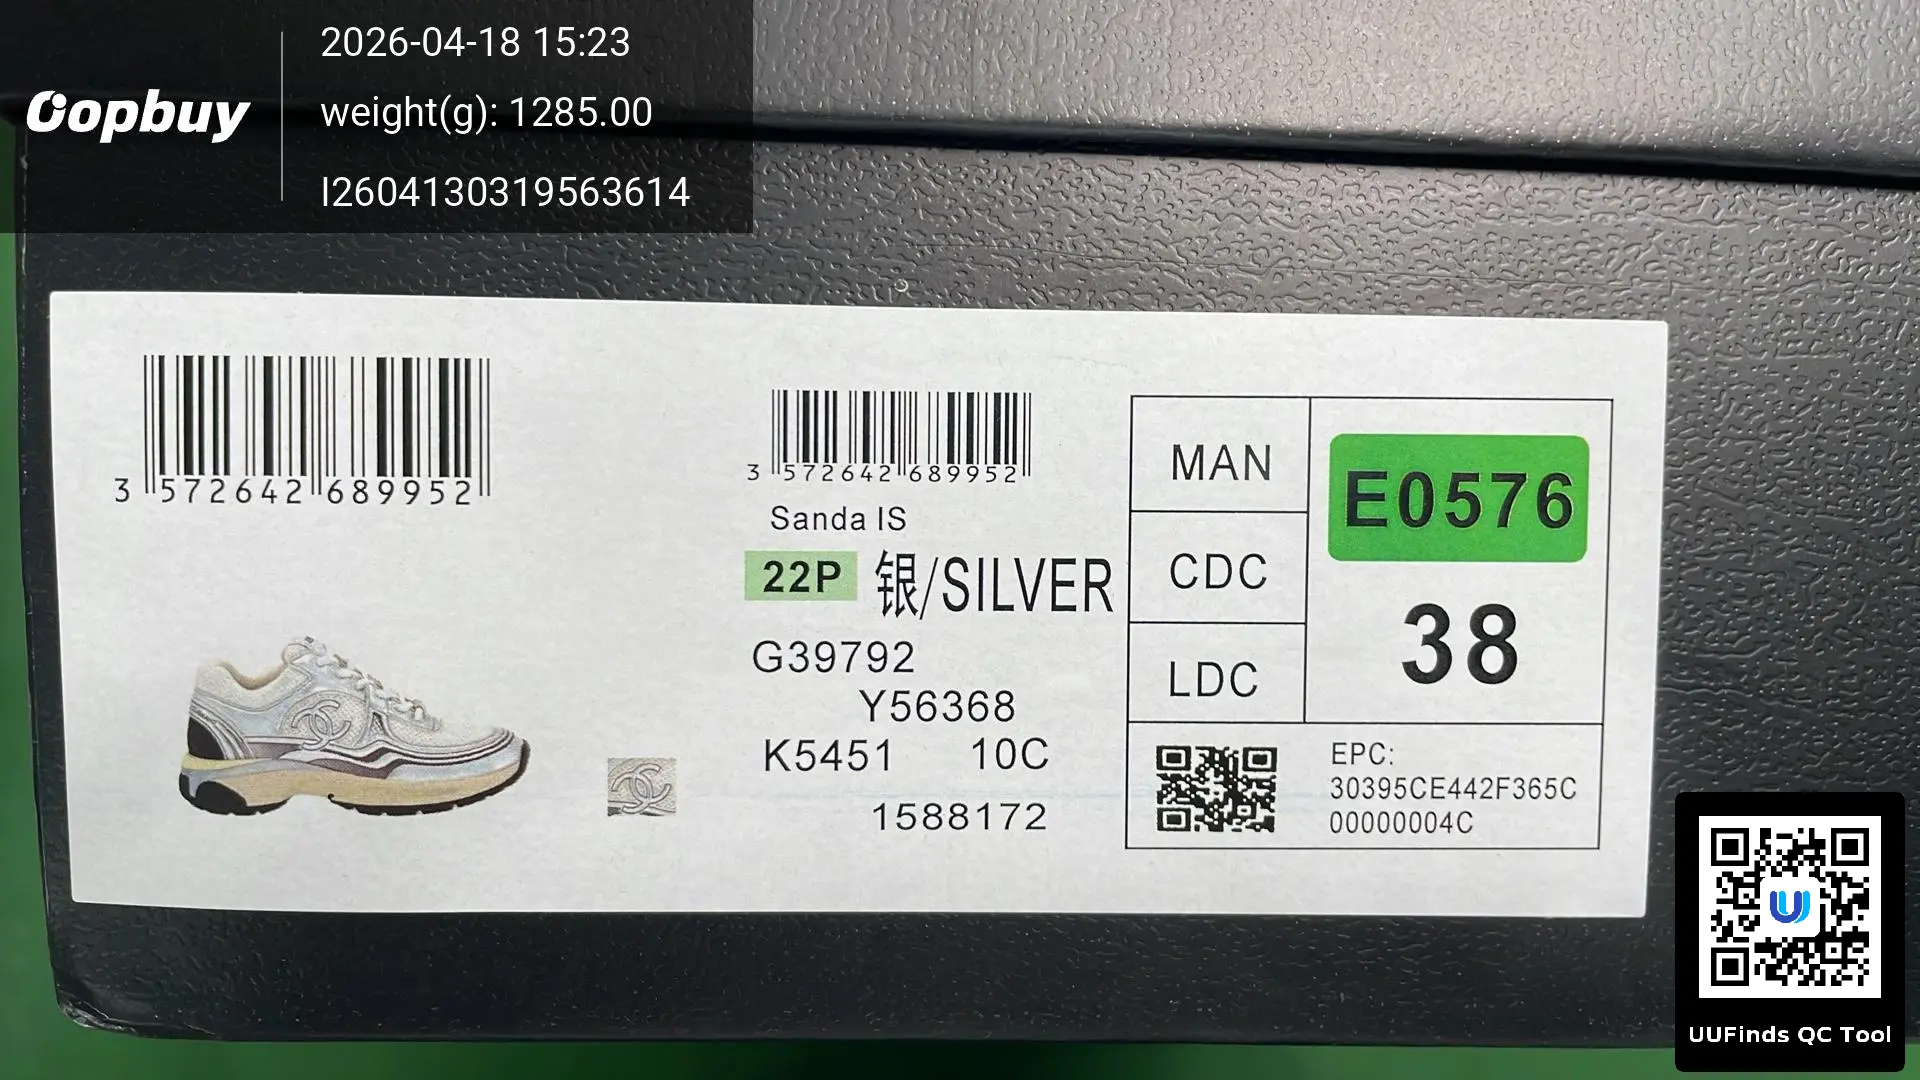 Oopbuy
2026-04-18 15:23
weight(g): 1285.00
I2604130319563614
3 572642 689952
3 572642 689952
Sanda IS
22P 银/SILVER
G39792
Y56368
K5451 10C
1588172
MAN
CDC
LDC
E0576
38
EPC:
30395CE442F365C
00000004C
UUFinds QC Tool